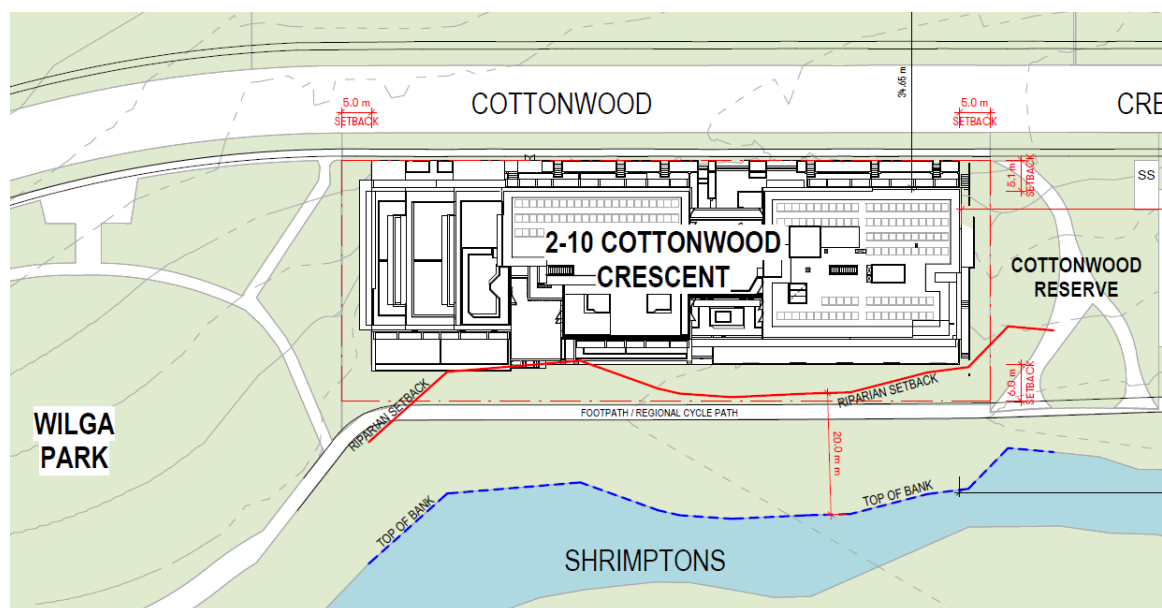 5.0 m
SETBACK
COTTONWOOD
34.65 m
5.0 m
SETBACK
CRE
5.1 m
SETBACK
SS
2-10 COTTONWOOD
CRESCENT
COTTONWOOD
RESERVE
RIPARIAN SETBACK
RIPARIAN SETBACK
6.0 m
SETBACK
FOOTPATH / REGIONAL CYCLE PATH
WILGA
PARK
20.0 m m
TOP OF BANK
TOP OF BANK
SHRIMPTONS